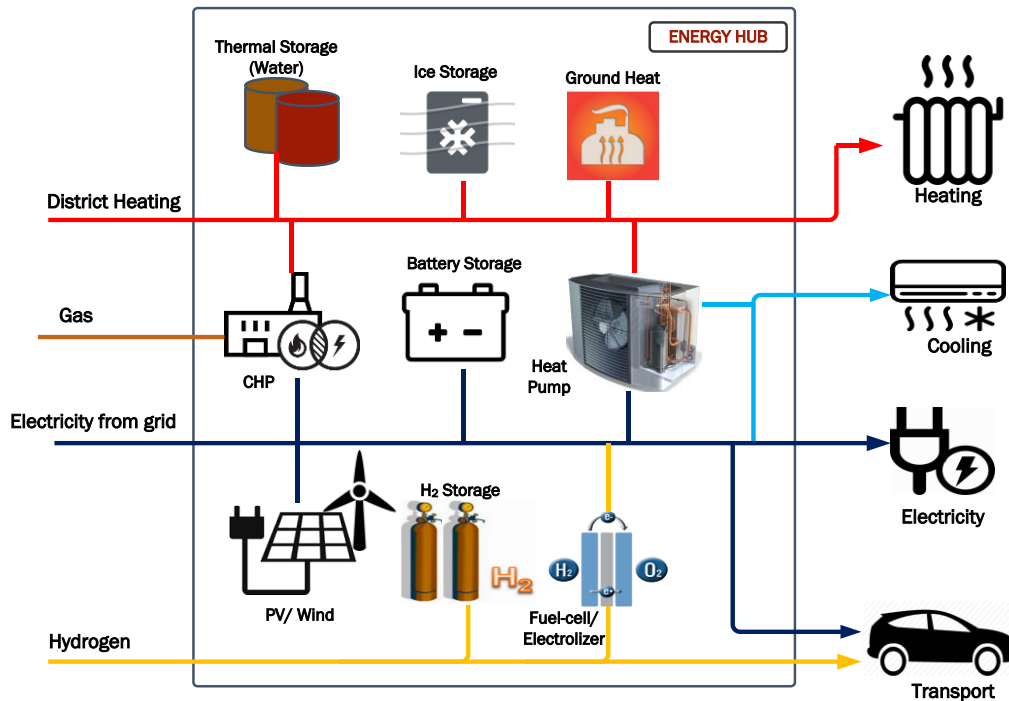 ENERGY HUB
Thermal Storage
(Water)
Ice Storage
Ground Heat
District Heating
Heating
Battery Storage
Gas
Heat
Pump
Cooling
CHP
Electricity from grid
H₂ Storage
e-
H₂
O₂
H₂
e+
Electricity
PV/ Wind
Fuel-cell/
Electrolizer
Hydrogen
Transport